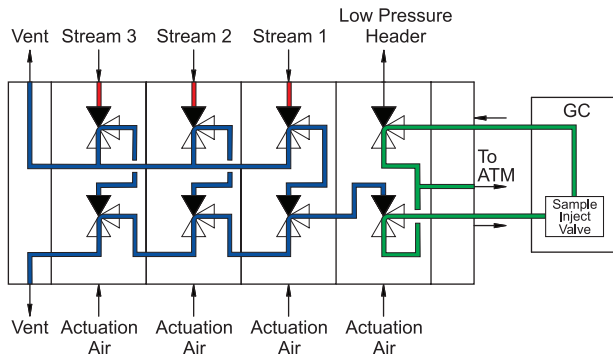 Vent
Stream 3
Stream 2
Stream 1
Low Pressure
Header
GC
To
ATM
Sample
Inject
Valve
Vent
Actuation
Air
Actuation
Air
Actuation
Air
Actuation
Air